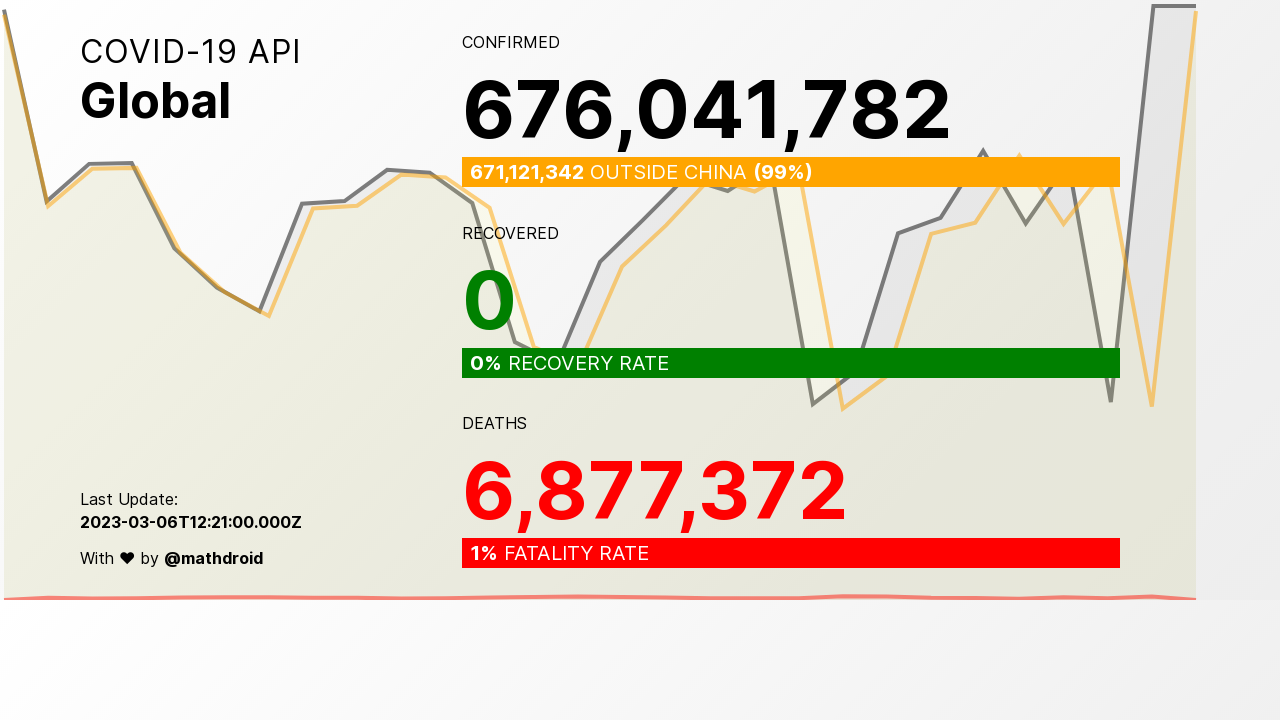 COVID-19 API
Global
CONFIRMED
676,041,782
671,121,342 OUTSIDE CHINA (99%)
RECOVERED
0
0% RECOVERY RATE
DEATHS
6,877,372
1% FATALITY RATE
Last Update:
2023-03-06T12:21:00.000Z
With ♥ by @mathdroid